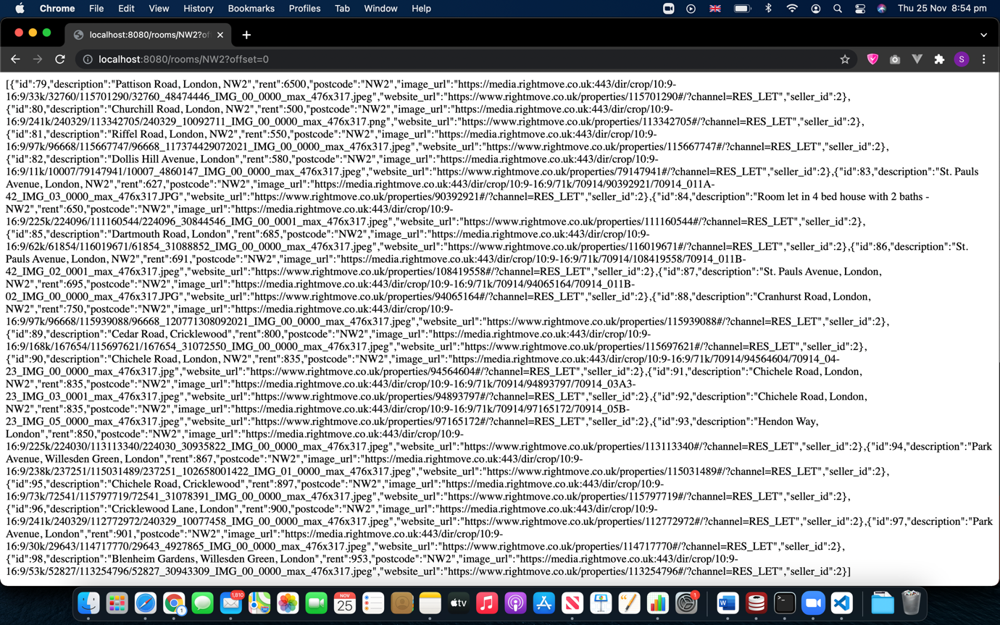 Chrome File Edit View History Bookmarks Profiles Tab Window Help Thu 25 Nov 8:54 pm
localhost:8080/rooms/NW2?of
localhost:8080/rooms/NW2?offset=0
S
[{"id":79,"description":"Pattison Road, London, NW2","rent":6500,"postcode":"NW2","image_url":"https://media.rightmove.co.uk:443/dir/crop/10:9-
16:9/33k/32760/115701290/32760_48474446_IMG_00_0000_max_476x317.jpeg","website_url":"https://www.rightmove.co.uk/properties/115701290#/?channel=RES_LET","seller_id":2},
{"id":80,"description":"Churchill Road, London, NW2","rent":500,"postcode":"NW2","image_url":"https://media.rightmove.co.uk:443/dir/crop/10:9-
16:9/241k/240329/113342705/240329_10092711_IMG_00_0000_max_476x317.png","website_url":"https://www.rightmove.co.uk/properties/113342705#/?channel=RES_LET","seller_id":2},
{"id":81,"description":"Riffel Road, London, NW2","rent":550,"postcode":"NW2","image_url":"https://media.rightmove.co.uk:443/dir/crop/10:9-
16:9/97k/96668/115667747/96668_117374429072021_IMG_00_0000_max_476x317.jpeg","website_url":"https://www.rightmove.co.uk/properties/115667747#/?channel=RES_LET","seller_id":2},
{"id":82,"description":"Dollis Hill Avenue, London","rent":580,"postcode":"NW2","image_url":"https://media.rightmove.co.uk:443/dir/crop/10:9-
16:9/11k/10007/79147941/10007_4860147_IMG_00_0000_max_476x317.jpeg","website_url":"https://www.rightmove.co.uk/properties/79147941#/?channel=RES_LET","seller_id":2},{"id":83,"description":"St. Pauls
Avenue, London, NW2","rent":627,"postcode":"NW2","image_url":"https://media.rightmove.co.uk:443/dir/crop/10:9-16:9/71k/70914/90392921/70914_011A-
42_IMG_03_0000_max_476x317.JPG","website_url":"https://www.rightmove.co.uk/properties/90392921#/?channel=RES_LET","seller_id":2},{"id":84,"description":"Room let in 4 bed house with 2 baths -
NW2","rent":650,"postcode":"NW2","image_url":"https://media.rightmove.co.uk:443/dir/crop/10:9-
16:9/225k/224096/111160544/224096_30844546_IMG_00_0001_max_476x317.jpeg","website_url":"https://www.rightmove.co.uk/properties/111160544#/?channel=RES_LET","seller_id":2},
{"id":85,"description":"Dartmouth Road, London","rent":685,"postcode":"NW2","image_url":"https://media.rightmove.co.uk:443/dir/crop/10:9-
16:9/62k/61854/116019671/61854_31088852_IMG_00_0000_max_476x317.jpeg","website_url":"https://www.rightmove.co.uk/properties/116019671#/?channel=RES_LET","seller_id":2},{"id":86,"description":"St.
Pauls Avenue, London, NW2","rent":691,"postcode":"NW2","image_url":"https://media.rightmove.co.uk:443/dir/crop/10:9-16:9/71k/70914/108419558/70914_011B-
42_IMG_02_0001_max_476x317.jpeg","website_url":"https://www.rightmove.co.uk/properties/108419558#/?channel=RES_LET","seller_id":2},{"id":87,"description":"St. Pauls Avenue, London,
NW2","rent":695,"postcode":"NW2","image_url":"https://media.rightmove.co.uk:443/dir/crop/10:9-16:9/71k/70914/94065164/70914_011B-
02_IMG_00_0000_max_476x317.JPG","website_url":"https://www.rightmove.co.uk/properties/94065164#/?channel=RES_LET","seller_id":2},{"id":88,"description":"Cranhurst Road, London,
NW2","rent":750,"postcode":"NW2","image_url":"https://media.rightmove.co.uk:443/dir/crop/10:9-
16:9/97k/96668/115939088/96668_120771308092021_IMG_00_0000_max_476x317.jpeg","website_url":"https://www.rightmove.co.uk/properties/115939088#/?channel=RES_LET","seller_id":2},
{"id":89,"description":"Cedar Road, Cricklewood","rent":800,"postcode":"NW2","image_url":"https://media.rightmove.co.uk:443/dir/crop/10:9-
16:9/168k/167654/115697621/167654_31072550_IMG_00_0000_max_476x317.jpeg","website_url":"https://www.rightmove.co.uk/properties/115697621#/?channel=RES_LET","seller_id":2},
{"id":90,"description":"Chichele Road, London, NW2","rent":835,"postcode":"NW2","image_url":"https://media.rightmove.co.uk:443/dir/crop/10:9-16:9/71k/70914/94564604/70914_04-
23_IMG_00_0000_max_476x317.jpg","website_url":"https://www.rightmove.co.uk/properties/94564604#/?channel=RES_LET","seller_id":2},{"id":91,"description":"Chichele Road, London,
NW2","rent":835,"postcode":"NW2","image_url":"https://media.rightmove.co.uk:443/dir/crop/10:9-16:9/71k/70914/94893797/70914_03A3-
23_IMG_03_0001_max_476x317.jpeg","website_url":"https://www.rightmove.co.uk/properties/94893797#/?channel=RES_LET","seller_id":2},{"id":92,"description":"Chichele Road, London,
NW2","rent":835,"postcode":"NW2","image_url":"https://media.rightmove.co.uk:443/dir/crop/10:9-16:9/71k/70914/97165172/70914_05B-
23_IMG_05_0000_max_476x317.jpeg","website_url":"https://www.rightmove.co.uk/properties/97165172#/?channel=RES_LET","seller_id":2},{"id":93,"description":"Hendon Way,
London","rent":850,"postcode":"NW2","image_url":"https://media.rightmove.co.uk:443/dir/crop/10:9-
16:9/225k/224030/113113340/224030_30935822_IMG_00_0000_max_476x317.jpeg","website_url":"https://www.rightmove.co.uk/properties/113113340#/?channel=RES_LET","seller_id":2},{"id":94,"description":"Park
Avenue, Willesden Green, London","rent":867,"postcode":"NW2","image_url":"https://media.rightmove.co.uk:443/dir/crop/10:9-
16:9/238k/237251/115031489/237251_102658001422_IMG_01_0000_max_476x317.jpeg","website_url":"https://www.rightmove.co.uk/properties/115031489#/?channel=RES_LET","seller_id":2},
{"id":95,"description":"Chichele Road, Cricklewood","rent":897,"postcode":"NW2","image_url":"https://media.rightmove.co.uk:443/dir/crop/10:9-
16:9/73k/72541/115797719/72541_31078391_IMG_00_0000_max_476x317.jpeg","website_url":"https://www.rightmove.co.uk/properties/115797719#/?channel=RES_LET","seller_id":2},
{"id":96,"description":"Cricklewood Lane, London","rent":900,"postcode":"NW2","image_url":"https://media.rightmove.co.uk:443/dir/crop/10:9-
16:9/241k/240329/112772972/240329_10077458_IMG_00_0000_max_476x317.jpeg","website_url":"https://www.rightmove.co.uk/properties/112772972#/?channel=RES_LET","seller_id":2},{"id":97,"description":"Park
Avenue, London","rent":901,"postcode":"NW2","image_url":"https://media.rightmove.co.uk:443/dir/crop/10:9-
16:9/30k/29643/114717770/29643_4927865_IMG_00_0000_max_476x317.jpeg","website_url":"https://www.rightmove.co.uk/properties/114717770#/?channel=RES_LET","seller_id":2},
{"id":98,"description":"Blenheim Gardens, Willesden Green, London","rent":953,"postcode":"NW2","image_url":"https://media.rightmove.co.uk:443/dir/crop/10:9-
16:9/53k/52827/113254796/52827_30943309_IMG_00_0000_max_476x317.jpeg","website_url":"https://www.rightmove.co.uk/properties/113254796#/?channel=RES_LET","seller_id":2}]
1
1,810
NOV
25
tv
1
W